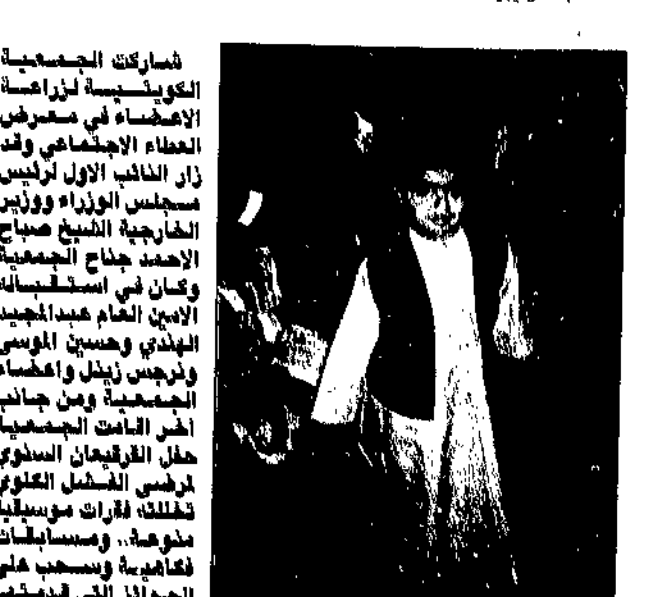 شاركت الجمعية
الكويتية لزراعة
الاعضاء في معرض
العطاء الاجتماعي وقد
زار النائب الاول لرئيس
مجلس الوزراء ووزير
الخارجية الشيخ صباح
الاحمد جناح الجمعية
وكان في استقباله
الامين العام عبدالمجيد
الهندي وحسين الموسى
ونرجس زينل واعضاء
الجمعية ومن جانب
آخر اقامت الجمعية
حفل القرقيعان السنوي
لمرضى الفشل الكلوي
تخللته فقرات موسيقية
منوعة.. ومسابقات
فكاهية وسحب على
الجوائز التي